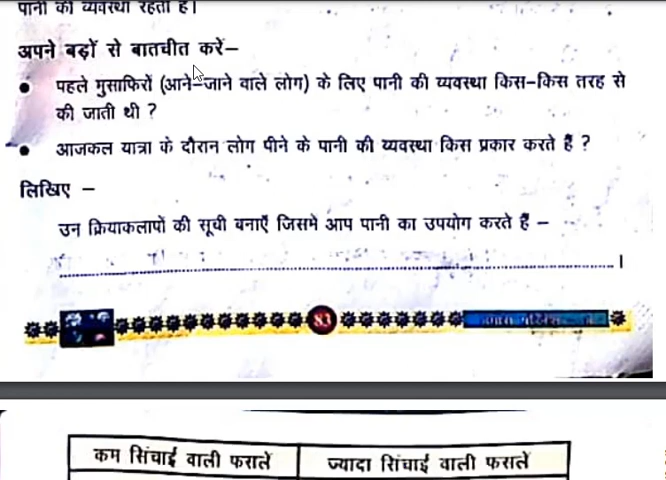 पानी की व्यवस्था रहती है।
अपने बड़ों से बातचीत करें–
• पहले मुसाफिरों (आने–जाने वाले लोग) के लिए पानी की व्यवस्था किस–किस तरह से
की जाती थी ?
• आजकल यात्रा के दौरान लोग पीने के पानी की व्यवस्था किस प्रकार करते हैं ?
लिखिए –
उन क्रियाकलापों की सूची बनाएँ जिसमे आप पानी का उपयोग करते हैं –
83
कम सिंचाई वाली फसलें
ज्यादा सिंचाई वाली फसलें